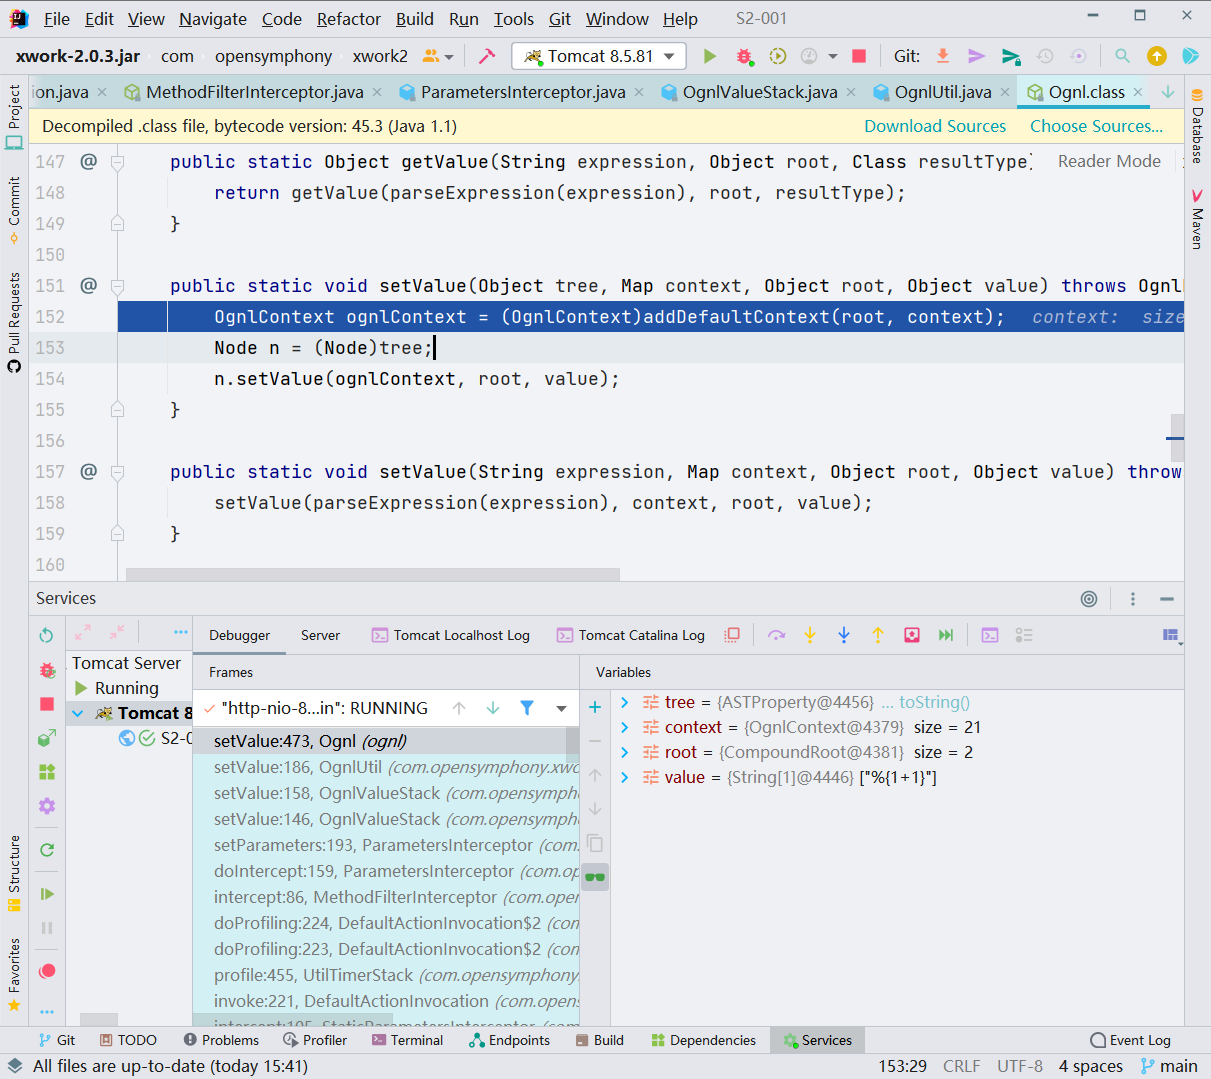 File Edit View Navigate Code Refactor Build Run Tools Git Window Help S2-001
xwork-2.0.3.jar com opensymphony xwork2 Tomcat 8.5.81 Git:
ion.java MethodFilterInterceptor.java ParametersInterceptor.java OgnlValueStack.java OgnlUtil.java Ognl.class
Decompiled .class file, bytecode version: 45.3 (Java 1.1) Download Sources Choose Sources...
147 @ public static Object getValue(String expression, Object root, Class resultType) Reader Mode
148 return getValue(parseExpression(expression), root, resultType);
149 }
150
151 @ public static void setValue(Object tree, Map context, Object root, Object value) throws Ognl
152 OgnlContext ognlContext = (OgnlContext)addDefaultContext(root, context); context: size
153 Node n = (Node)tree;
154 n.setValue(ognlContext, root, value);
155 }
156
157 @ public static void setValue(String expression, Map context, Object root, Object value) throw
158 setValue(parseExpression(expression), context, root, value);
159 }
160
Project
Commit
Pull Requests
Structure
Favorites
Database
Maven
Services
Debugger Server Tomcat Localhost Log Tomcat Catalina Log
Tomcat Server
Running
Tomcat 8
S2-0
Frames
"http-nio-8...in": RUNNING
setValue:473, Ognl (ognl)
setValue:186, OgnlUtil (com.opensymphony.xwo
setValue:158, OgnlValueStack (com.opensymph
setValue:146, OgnlValueStack (com.opensymph
setParameters:193, ParametersInterceptor (com.
doIntercept:159, ParametersInterceptor (com.op
intercept:86, MethodFilterInterceptor (com.open
doProfiling:224, DefaultActionInvocation$2 (con
doProfiling:223, DefaultActionInvocation$2 (con
profile:455, UtilTimerStack (com.opensymphony.
invoke:221, DefaultActionInvocation (com.opens
intercept:105, StaticParametersInterceptor (com
Variables
tree = {ASTProperty@4456} ... toString()
context = {OgnlContext@4379} size = 21
root = {CompoundRoot@4381} size = 2
value = {String[1]@4446} ["%{1+1}"]
Git TODO Problems Profiler Terminal Endpoints Build Dependencies Services Event Log
All files are up-to-date (today 15:41) 153:29 CRLF UTF-8 4 spaces main